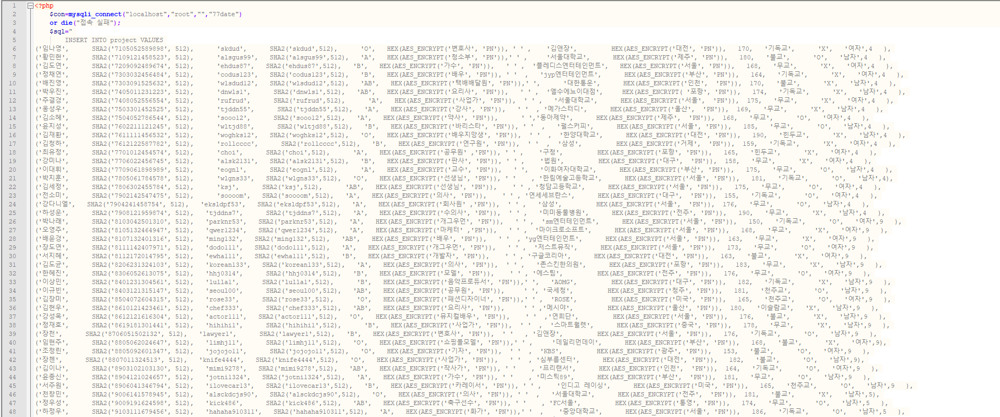 1 <?php
2 $con=mysqli_connect("localhost","root","","77date")
3 or die("접속 실패");
4 $sql="
5 INSERT INTO project VALUES
6 ('임나영', SHA2('7105052589898', 512), 'skdud', SHA2('skdud',512), 'O', HEX(AES_ENCRYPT('변호사', 'PN')), ' ' , '김앤장', HEX(AES_ENCRYPT('대전', 'PN')), 170, '기독교', 'X', '여자',4 ),
7 ('황민현', SHA2('7109121458523', 512), 'alsgus99', SHA2('alsgus99',512), 'A', HEX(AES_ENCRYPT('청소부', 'PN')), ' ' , '서울대학교', HEX(AES_ENCRYPT('제주', 'PN')), 180, '불교', 'O', '남자',4 ),
8 ('김도연', SHA2('7209092489674', 512), 'ehdus87', SHA2('ehdus87',512), 'B', HEX(AES_ENCRYPT('가수', 'PN')), ' ' , '플레디스엔터테인먼트', HEX(AES_ENCRYPT('서울', 'PN')), 168, '무교', 'X', '여자',4 ),
9 ('정채연', SHA2('7303032456484', 512), 'codus123', SHA2('codus123',512), 'B', HEX(AES_ENCRYPT('배우', 'PN')), ' ' , 'jyp엔터테인먼트', HEX(AES_ENCRYPT('부산', 'PN')), 164, '기독교', 'X', '여자',4 ),
10 ('배진영', SHA2('7303091525632', 512), 'wlsdud12', SHA2('wlsdud12',512), 'AB', HEX(AES_ENCRYPT('택배배달원', 'PN')),' ', '대한통운', HEX(AES_ENCRYPT('인천', 'PN')), 170, '불교', 'X', '남자',4 ),
11 ('박우진', SHA2('7405011231223', 512), 'dnwls1', SHA2('dnwls1',512), 'AB', HEX(AES_ENCRYPT('요리사', 'PN')), ' ' , '엘수에뇨이대점', HEX(AES_ENCRYPT( '포항', 'PN')), 174, '기독교', 'X', '남자',4 ),
12 ('주결경', SHA2('7408052556554', 512), 'rufrud', SHA2('rufrud',512), 'A', HEX(AES_ENCRYPT('사업가', 'PN')), ' ' , '서울대학교', HEX(AES_ENCRYPT('서울', 'PN')), 175, '무교', 'X', '여자',4 ),
13 ('옹성우', SHA2('7503301452525', 512), 'tjddn55', SHA2('tjddn55',512), 'A', HEX(AES_ENCRYPT('강사', 'PN')), ' ' , '메가스터디', HEX(AES_ENCRYPT('울산', 'PN')), 169, '무교', 'X', '남자',4 ),
14 ('김소혜', SHA2('7504052786544', 512), 'sooo12', SHA2('sooo12',512), 'A', HEX(AES_ENCRYPT('약사', 'PN')), ' ','동아제약', HEX(AES_ENCRYPT('제주', 'PN')), 168, '무교', 'O', '여자',4 ),
15 ('윤지성', SHA2('7602211121245', 512), 'wltjd88', SHA2('wltjd88',512), 'B', HEX(AES_ENCRYPT('바리스타', 'PN')), ' ' , '펄스커피', HEX(AES_ENCRYPT('서울', 'PN')), 185, '무교', 'O', '남자',4 ),
16 ('김재환', SHA2('7611111456532', 512), 'woghks12', SHA2('woghks12',512), 'O', HEX(AES_ENCRYPT('배우지망생', 'PN')), ' ' , '한양대학교', HEX(AES_ENCRYPT('대전', 'PN')), 190, '힌두교', 'X', '남자',4 ),
17 ('김청하', SHA2('7612122587782', 512), 'rollcccc', SHA2('rollcccc',512), 'B', HEX(AES_ENCRYPT('연구원', 'PN')), ' ' , '삼성', HEX(AES_ENCRYPT('거제', 'PN')), 159, '기독교', 'X', '여자',4 ),
18 ('최유정', SHA2('7701012454574', 512), 'choi', SHA2('choi',512), 'A', HEX(AES_ENCRYPT('공무원' ,'PN')), ' ' , '구청', HEX(AES_ENCRYPT('포항', 'PN')), 165, '힌두교', 'X', '여자',4 ),
19 ('강미나', SHA2('7706022456745', 512), 'alsk2131', SHA2('alsk2131',512), 'B', HEX(AES_ENCRYPT('판사', 'PN')), ' ' , '법원', HEX(AES_ENCRYPT('대구', 'PN')), 158, '무교', 'X', '여자',4 ),
20 ('이대휘', SHA2('7709061898989', 512), 'eogn1', SHA2('eogn1',512), 'A', HEX(AES_ENCRYPT('교수', 'PN')), ' ' , '이화여자대학교', HEX(AES_ENCRYPT('부산', 'PN')), 175, '무교', 'O', '남자',4 ),
21 ('박지훈', SHA2('7805061784578', 512), 'wlgns33', SHA2('wlgns33',512), 'O', HEX(AES_ENCRYPT('선생님', 'PN')), ' ' , '한림예술고등학교', HEX(AES_ENCRYPT('서울', 'PN')), 181, '기독교', 'O', '남자',4),
22 ('김세정', SHA2('7806302455784', 512), 'ksj', SHA2('ksj',512), 'AB', HEX(AES_ENCRYPT('선생님', 'PN')), ' ' , '청담고등학교', HEX(AES_ENCRYPT('서울', 'PN')), 175, '무교', 'O', '여자',4 ),
23 ('전소미', SHA2('7902142547475', 512), 'soooom', SHA2('soooom',512), 'A', HEX(AES_ENCRYPT('의사', 'PN')), ' ' , '연세세브란스', HEX(AES_ENCRYPT('대구', 'PN')), 155, '기독교', 'O', '여자',4 ),
24 ('강다니엘', SHA2('7904241458754', 512), 'eksldpf53', SHA2('eksldpf53',512), 'A', HEX(AES_ENCRYPT('회사원', 'PN')), ' ' , '삼성', HEX(AES_ENCRYPT('서울', 'PN')), 176, '무교', 'O', '남자',4 ),
25 ('하성운', SHA2('7908121959874', 512), 'tjddns7', SHA2('tjddns7',512), 'A', HEX(AES_ENCRYPT('수의사', 'PN')), ' ' , '미미동물병원', HEX(AES_ENCRYPT('전주', 'PN')), 190, '무교', 'X', '남자',4 ),
26 ('박나래', SHA2('8103042501310', 512), 'parknr53', SHA2('parknr53',512), 'A', HEX(AES_ENCRYPT('개그우먼', 'PN')), ' ' , 'sm엔터테인먼트', HEX(AES_ENCRYPT('서울', 'PN')), 150, '기독교', 'O', '여자',9 ),
27 ('오영주', SHA2('8105132464947', 512), 'qwer1234', SHA2('qwer1234',512), 'A', HEX(AES_ENCRYPT('마케터', 'PN')), ' ' , '마이크로소프트', HEX(AES_ENCRYPT('서울', 'PN')), 168, '무교', 'X', '여자',9 ),
28 ('배윤경', SHA2('8107132401316', 512), 'ming132', SHA2('ming132',512), 'AB', HEX(AES_ENCRYPT('배우', 'PN')), ' ' , 'yg엔터테인먼트', HEX(AES_ENCRYPT('서울', 'PN')), 163, '무교', 'X', '여자',9 ),
29 ('장도연', SHA2('8111142407971', 512), 'dodo111', SHA2('dodo111',512), 'A', HEX(AES_ENCRYPT('개그우먼', 'PN')), ' ' , '저스트뮤직', HEX(AES_ENCRYPT('서울', 'PN')), 173, '무교', 'O', '여자',9 ),
30 ('서지혜', SHA2('8112172014795', 512), 'ewha111', SHA2('ewha111',512), 'B', HEX(AES_ENCRYPT('개발자', 'PN')), ' ' , '구글코리아', HEX(AES_ENCRYPT('대전', 'PN')), 163, '불교', 'X', '여자',9 ),
31 ('김도균', SHA2('8206231324103', 512), 'korean133', SHA2('korean133',512), 'A', HEX(AES_ENCRYPT('의사', 'PN')), ' ' , '존스킨한의원', HEX(AES_ENCRYPT('포항', 'PN')), 183, '무교', 'X', '남자',9 ),
32 ('한혜진', SHA2('8306052613075', 512), 'hhj0314', SHA2('hhj0314',512), 'B', HEX(AES_ENCRYPT('모델', 'PN')), ' ' , '에스팀', HEX(AES_ENCRYPT('전주', 'PN')), 176, '무교', 'O', '여자',9 ),
33 ('이상민', SHA2('8401231304561', 512), 'lulla1', SHA2('lulla1',512), 'B', HEX(AES_ENCRYPT('음악프로듀서', 'PN')),' ' , 'AOMG', HEX(AES_ENCRYPT('대구', 'PN')), 182, '기독교', 'X', '남자',9 ),
34 ('이규빈', SHA2('8403121315147', 512), 'seoul00', SHA2('seoul00',512), 'AB', HEX(AES_ENCRYPT('공무원', 'PN')), ' ' , '국세청', HEX(AES_ENCRYPT('청주', 'PN')), 181, '천주교', 'O', '남자',9 ),
35 ('김장미', SHA2('8504072604315', 512), 'rose33', SHA2('rose33',512), 'O', HEX(AES_ENCRYPT('패션디자이너', 'PN')),' ' , 'ROSE', HEX(AES_ENCRYPT('미국', 'PN')), 165, '천주교', 'O', '여자',9 ),
36 ('김현우', SHA2('8610121423461', 512), 'chef333', SHA2('chef333',512), 'AB', HEX(AES_ENCRYPT('요리사', 'PN')), ' ' , '메시야', HEX(AES_ENCRYPT('울산', 'PN')), 180, '이슬람교', 'X', '남자',9 ),
37 ('강성욱', SHA2('8612121616304', 512), 'actor111', SHA2('actor111',512), 'O', HEX(AES_ENCRYPT('뮤지컬배우', 'PN')), ' ' , '연희단', HEX(AES_ENCRYPT('서울', 'PN')), 176, '불교', 'X', '남자',9 ),
38 ('정재호', SHA2('8619181301441', 512), 'hihihi1', SHA2('hihihi1',512), 'B', HEX(AES_ENCRYPT('사업가', 'PN')), ' ' , '스마트월렛', HEX(AES_ENCRYPT('중국', 'PN')), 178, '무교', 'X', '남자',9 ),
39 ('장천', SHA2('8706051502132', 512), 'lawyer1', SHA2('lawyer1',512), 'B', HEX(AES_ENCRYPT('변호사', 'PN')), ' ' , '김앤장', HEX(AES_ENCRYPT('서울', 'PN')), 176, '기독교', 'O', '남자',9 ),
40 ('임현주', SHA2('8805062024647', 512), 'limhj11', SHA2('limhj11',512), 'O', HEX(AES_ENCRYPT('쇼핑몰모델', 'PN')),' ' , '데일리먼데이', HEX(AES_ENCRYPT('부산', 'PN')), 168, '불교', 'X', '여자',9),
41 ('조정린', SHA2('8805092601347', 512), 'jojojo11', SHA2('jojojo11',512), 'O', HEX(AES_ENCRYPT('기자', 'PN')), ' ' , 'KBS', HEX(AES_ENCRYPT('광주', 'PN')), 153, '불교', 'O', '여자',9 ),
42 ('장첸', SHA2('8807011324513', 512), 'knife4444', SHA2('knife4444',512), 'O', HEX(AES_ENCRYPT('사업가', 'PN')), ' ' , '심부름센터', HEX(AES_ENCRYPT('대전', 'PN')), 182, '불교', 'O', '남자',9),
43 ('김이나', SHA2('8903102103130', 512), 'mimi9278', SHA2('mimi9278',512), 'AB', HEX(AES_ENCRYPT('작사가', 'PN')), ' ' , '프리랜서', HEX(AES_ENCRYPT('인천', 'PN')), 164, '기독교', 'O', '여자',9 ),
44 ('윤종신', SHA2('8904121024657', 512), 'jotnil324', SHA2('jotnil324',512), 'A', HEX(AES_ENCRYPT('가수', 'PN')), ' ' , '미스틱89', HEX(AES_ENCRYPT('부산', 'PN')), 181, '무교', 'O', '남자',9 ),
45 ('서주원', SHA2('8906041346794', 512), 'ilovecar13', SHA2('ilovecar13',512), 'B', HEX(AES_ENCRYPT('카레이서', 'PN')), ' ' , '인디고 레이싱', HEX(AES_ENCRYPT('미국', 'PN')), 165, '천주교', 'O', '남자',9 ),
46 ('천창민', SHA2('9006141578945', 512), 'alsckdcjs90', SHA2('alsckdcjs90',512), 'O', HEX(AES_ENCRYPT('의사', 'PN')), ' ' , '서울대학교', HEX(AES_ENCRYPT('전주', 'PN')), 181, '불교', 'X', '남자',5),
47 ('정우성', SHA2('9009191624598', 512), 'kick486', SHA2('kick486',512), 'AB', HEX(AES_ENCRYPT('축구선수', 'PN')), ' ' , 'FC서울', HEX(AES_ENCRYPT('통영', 'PN')), 174, '무교', 'O', '남자',5 ),
48 ('하정우', SHA2('9103111679456', 512), 'hahaha910311', SHA2('hahaha910311',512), 'A', HEX(AES_ENCRYPT('화가', 'PN')),' ' , '중앙대학교', HEX(AES_ENCRYPT('서울', 'PN')), 186, '기독교', 'O', '남자',5 ),